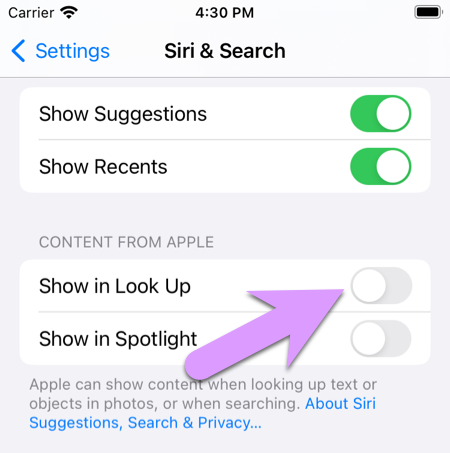 Carrier 4:30 PM
Settings Siri & Search
Show Suggestions
Show Recents
CONTENT FROM APPLE
Show in Look Up
Show in Spotlight
Apple can show content when looking up text or
objects in photos, or when searching. About Siri
Suggestions, Search & Privacy...